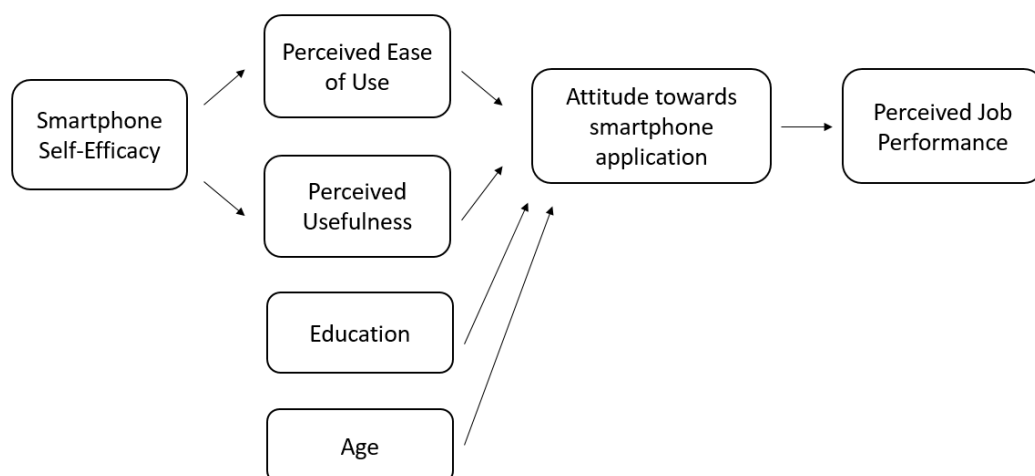 Smartphone
Self-Efficacy
Perceived Ease
of Use
Perceived
Usefulness
Education
Age
Attitude towards
smartphone
application
Perceived Job
Performance